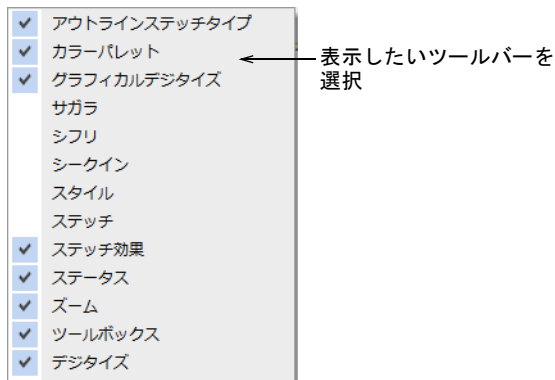 アウトラインステッチタイプ
カラーパレット
グラフィカルデジタイズ
サガラ
シフリ
シークイン
スタイル
ステッチ
ステッチ効果
ステータス
ズーム
ツールボックス
デジタイズ
表示したいツールバーを
選択